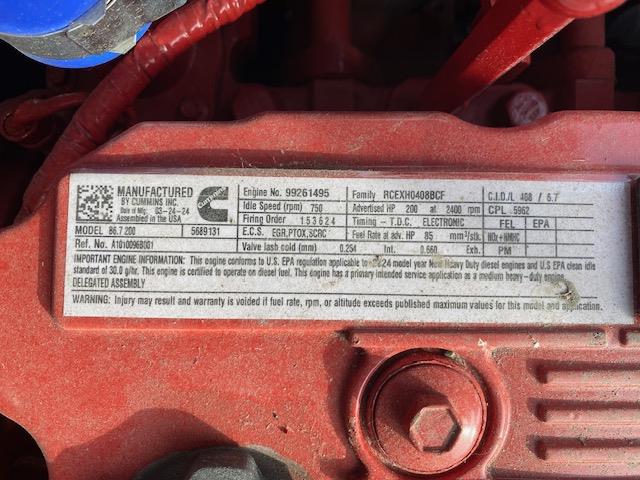 MANUFACTURED
BY CUMMINS INC.
Date of Mfg: 03-24-24
Assembled in the USA
Cummins
MODEL B6.7 200 5689131
Ref. No. A10100968001
Engine No. 99261495
Idle Speed (rpm) 750
Firing Order 153624
E.C.S. EGR,PTOX,SCRC
Valve lash cold (mm) 0.254 Int. 0.660 Exh.
Family RCEXH0408BCF
Advertised HP 200 at 2400 rpm
Timing - T.D.C. ELECTRONIC
Fuel Rate at adv. HP 85 mm³/stk.
C.I.D./L 408 / 6.7
CPL 5962
FEL EPA
NOx+NMHC
PM
IMPORTANT ENGINE INFORMATION: This engine conforms to U.S EPA regulation applicable to 2024 model year New Heavy Duty diesel engines and U.S EPA clean idle
standard of 30.0 g/hr. This engine is certified to operate on diesel fuel. This engine has a primary intended service application as a medium heavy-duty engine.
DELEGATED ASSEMBLY
WARNING: Injury may result and warranty is voided if fuel rate, rpm, or altitude exceeds published maximum values for this model and application.